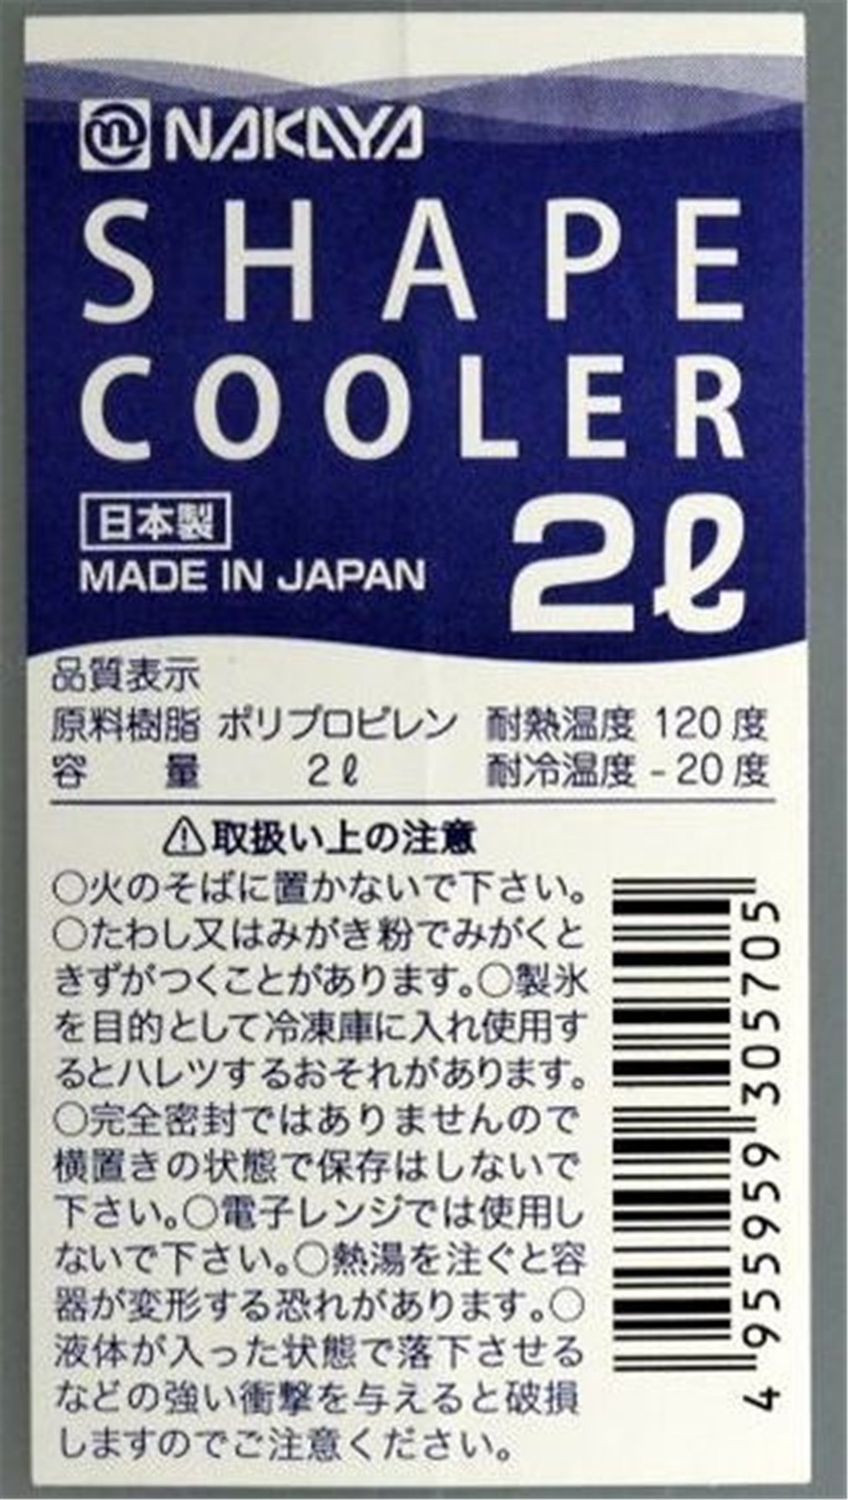 NAKAYA
SHAPE
COOLER
日本製
MADE IN JAPAN
2ℓ
品質表示
原料樹脂 ポリプロピレン 耐熱温度 120度
容量 2ℓ 耐冷温度 -20度
⚠取扱い上の注意
○火のそばに置かないで下さい。
○たわし又はみがき粉でみがくと
きずがつくことがあります。○製氷
を目的として冷凍庫に入れ使用す
るとハレツするおそれがあります。
○完全密封ではありませんので
横置きの状態で保存はしないで
下さい。○電子レンジでは使用し
ないで下さい。○熱湯を注ぐと容
器が変形する恐れがあります。○
液体が入った状態で落下させる
などの強い衝撃を与えると破損
しますのでご注意ください。
4 955959 305705